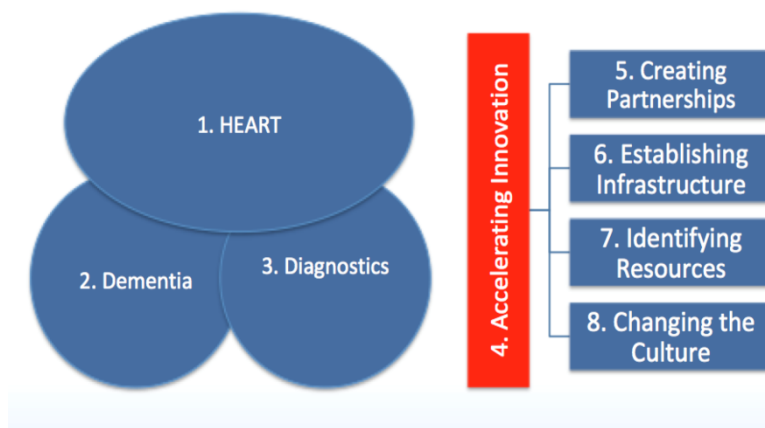 1. HEART
2. Dementia
3. Diagnostics
4. Accelerating Innovation
5. Creating
Partnerships
6. Establishing
Infrastructure
7. Identifying
Resources
8. Changing the
Culture